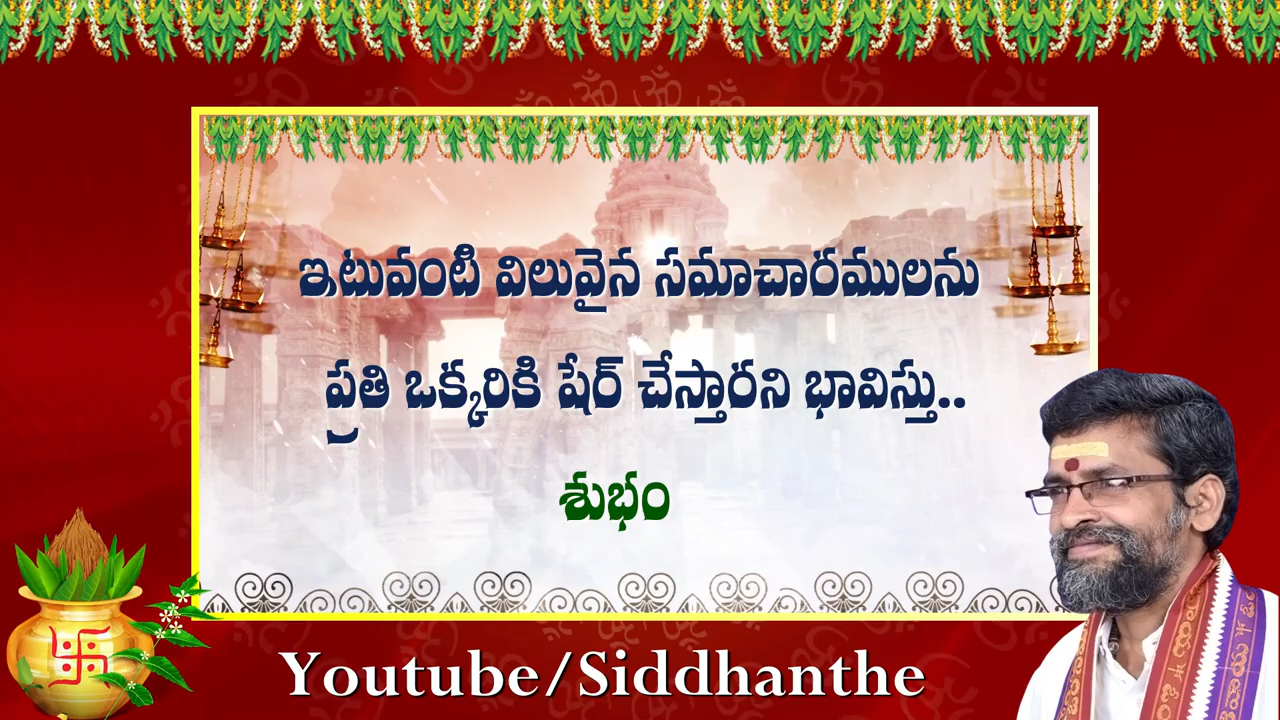 ఇటువంటి విలువైన సమాచారములను
ప్రతి ఒక్కరికి షేర్ చేస్తారని భావిస్తు..
శుభం
Youtube/Siddhanthe